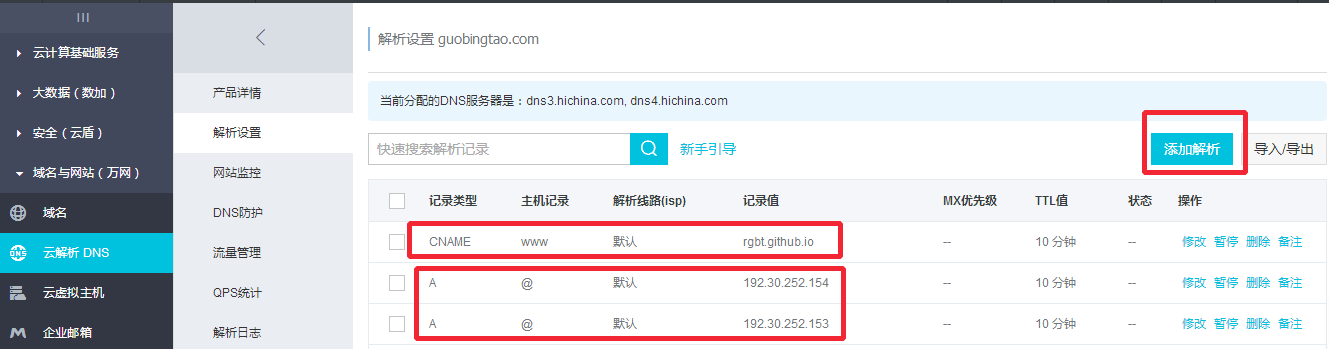 云计算基础服务
大数据（数加）
安全（云盾）
域名与网站（万网）
域名
DNS 云解析 DNS
云虚拟主机
企业邮箱
产品详情
解析设置
网站监控
DNS防护
流量管理
QPS统计
解析日志
解析设置 guobingtao.com
当前分配的DNS服务器是：dns3.hichina.com, dns4.hichina.com
快速搜索解析记录 新手引导 添加解析 导入/导出
记录类型 主机记录 解析线路(isp) 记录值 MX优先级 TTL值 状态 操作
CNAME www 默认 rgbt.github.io -- 10 分钟 -- 修改 暂停 删除 备注
A @ 默认 192.30.252.154 -- 10 分钟 -- 修改 暂停 删除 备注
A @ 默认 192.30.252.153 -- 10 分钟 -- 修改 暂停 删除 备注